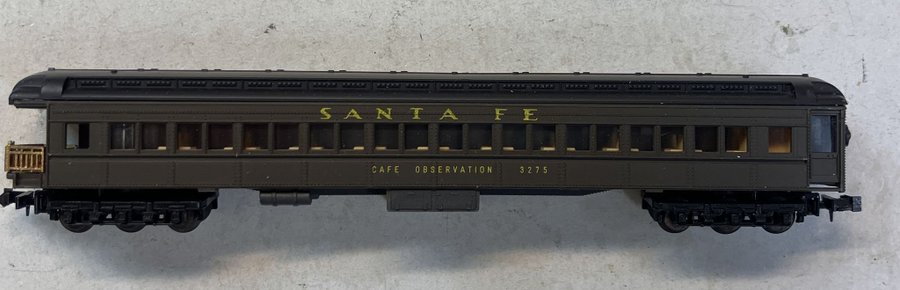 SANTA FE
CAFE OBSERVATION 3275